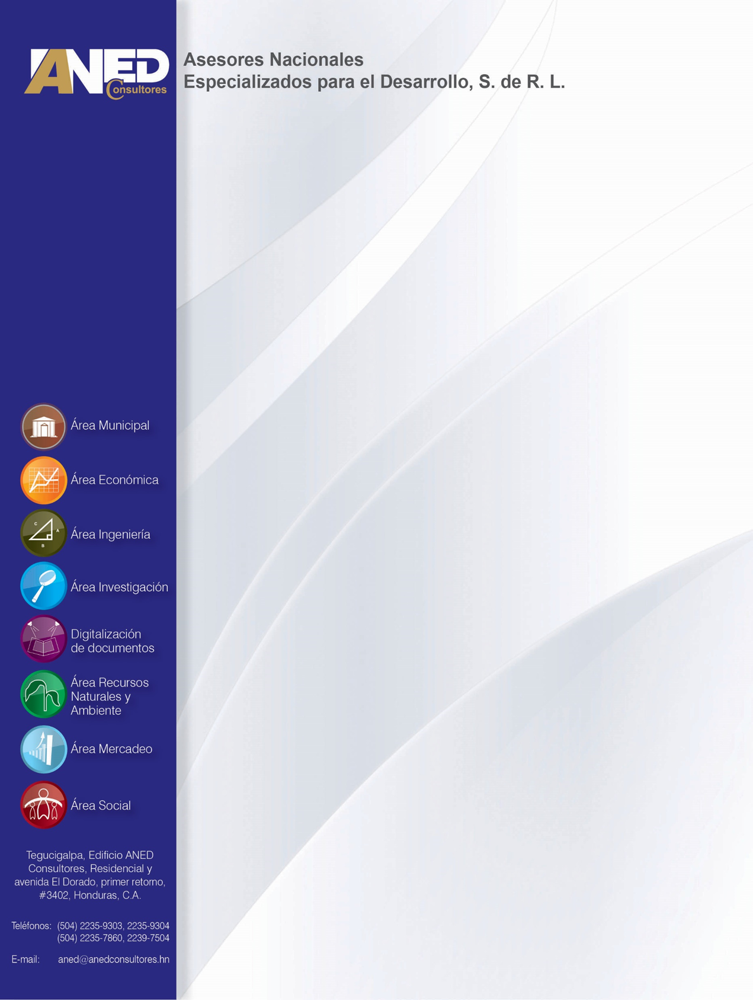 ANED
Consultores
Asesores Nacionales
Especializados para el Desarrollo, S. de R. L.
Área Municipal
Área Económica
C
A
B
Área Ingeniería
Área Investigación
Digitalización
de documentos
Área Recursos
Naturales y
Ambiente
Área Mercadeo
Área Social
Tegucigalpa, Edificio ANED
Consultores, Residencial y
avenida El Dorado, primer retorno,
#3402, Honduras, C.A.
Teléfonos: (504) 2235-9303, 2235-9304
(504) 2235-7860, 2239-7504
E-mail: aned@anedconsultores.hn